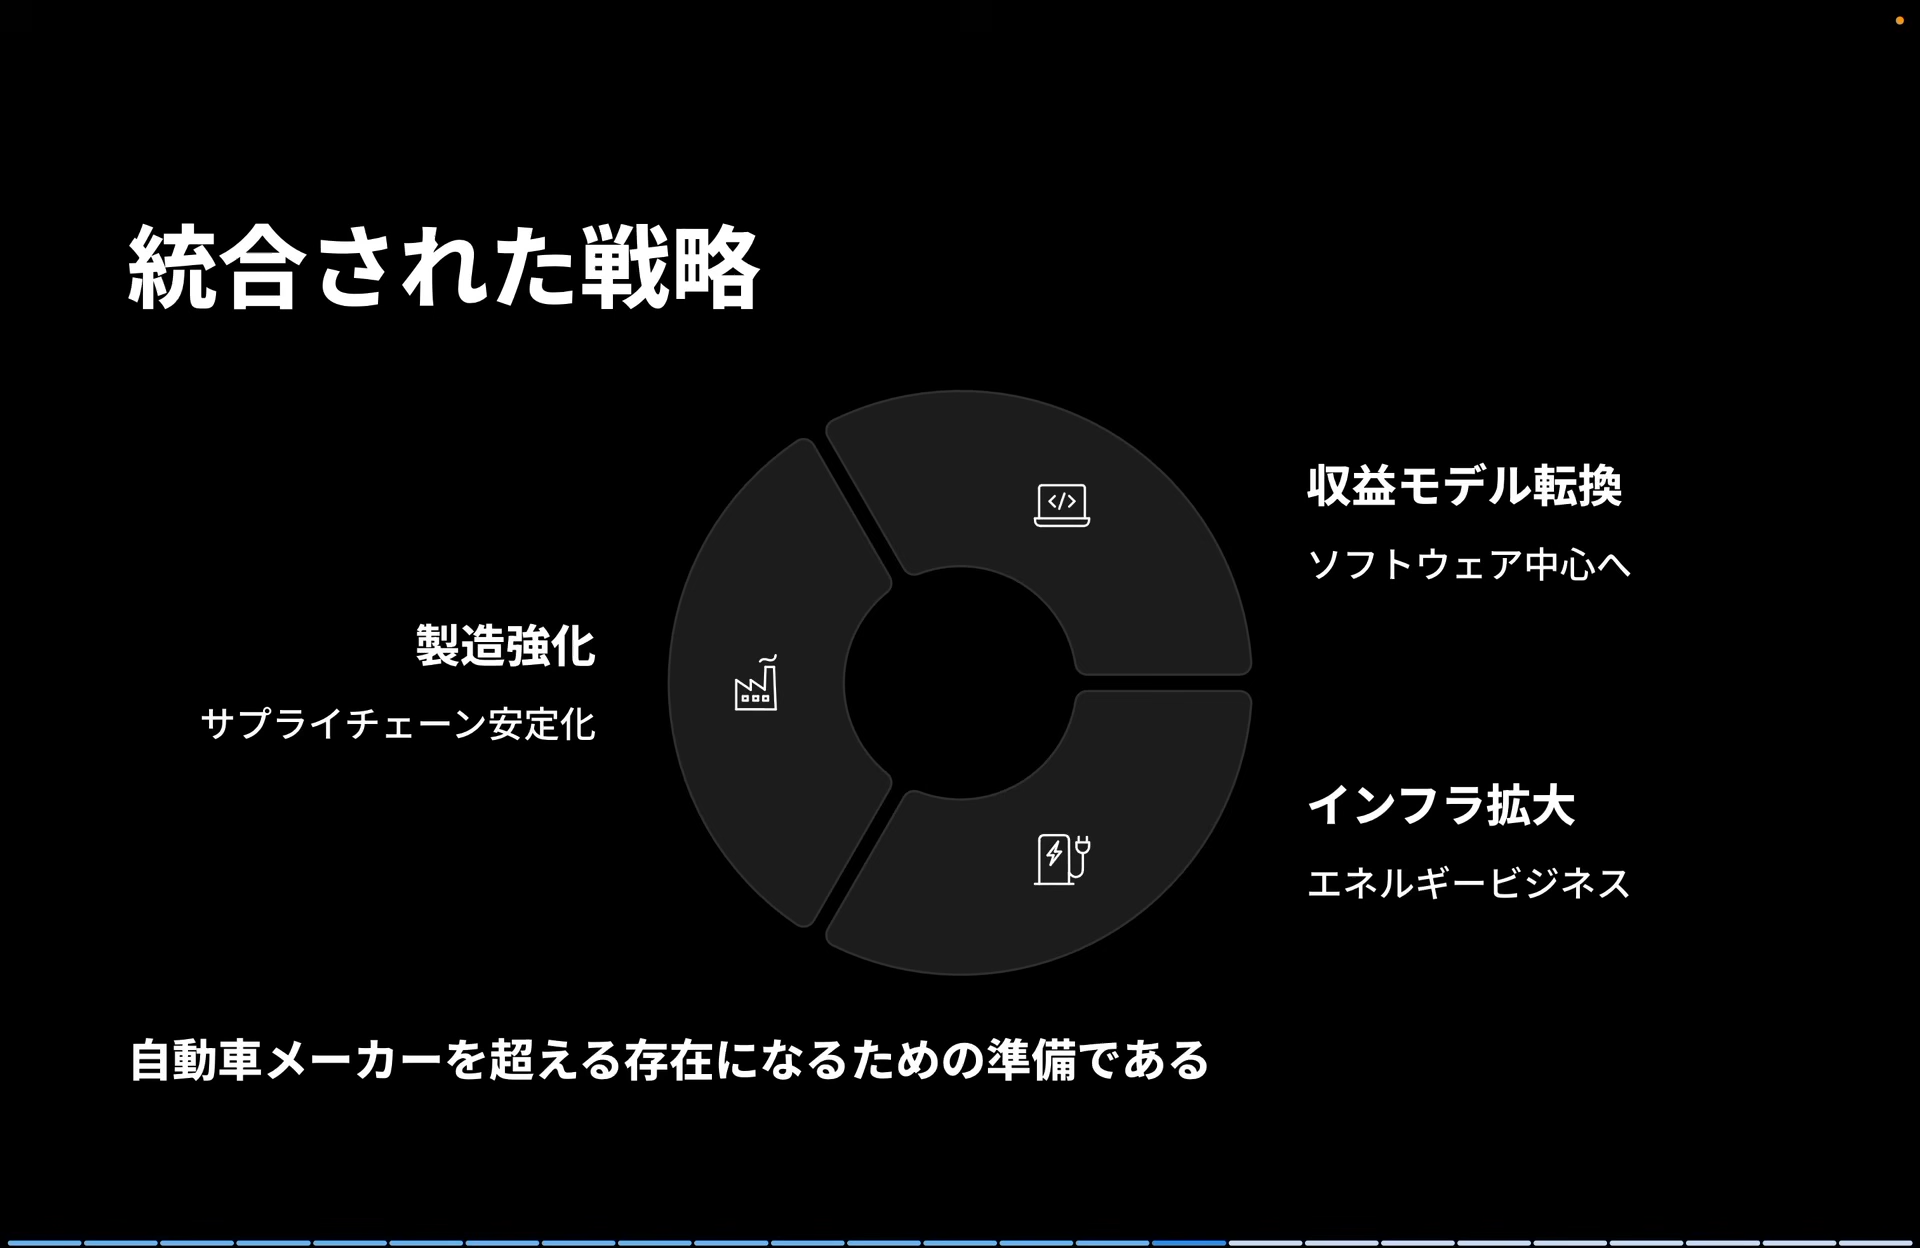 統合された戦略
収益モデル転換
ソフトウェア中心へ
製造強化
サプライチェーン安定化
インフラ拡大
エネルギービジネス
自動車メーカーを超える存在になるための準備である